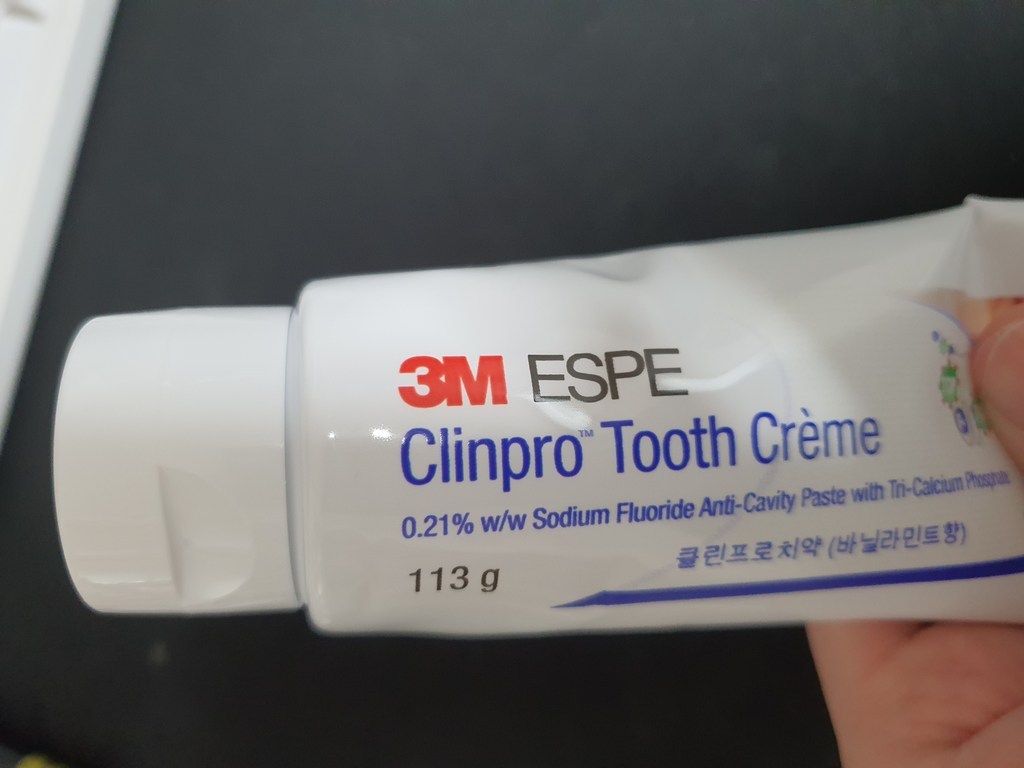 3M ESPE
Clinpro™ Tooth Crème
0.21% w/w Sodium Fluoride Anti-Cavity Paste with Tri-Calcium Phosphate
클린프로치약 (바닐라민트향)
113 g